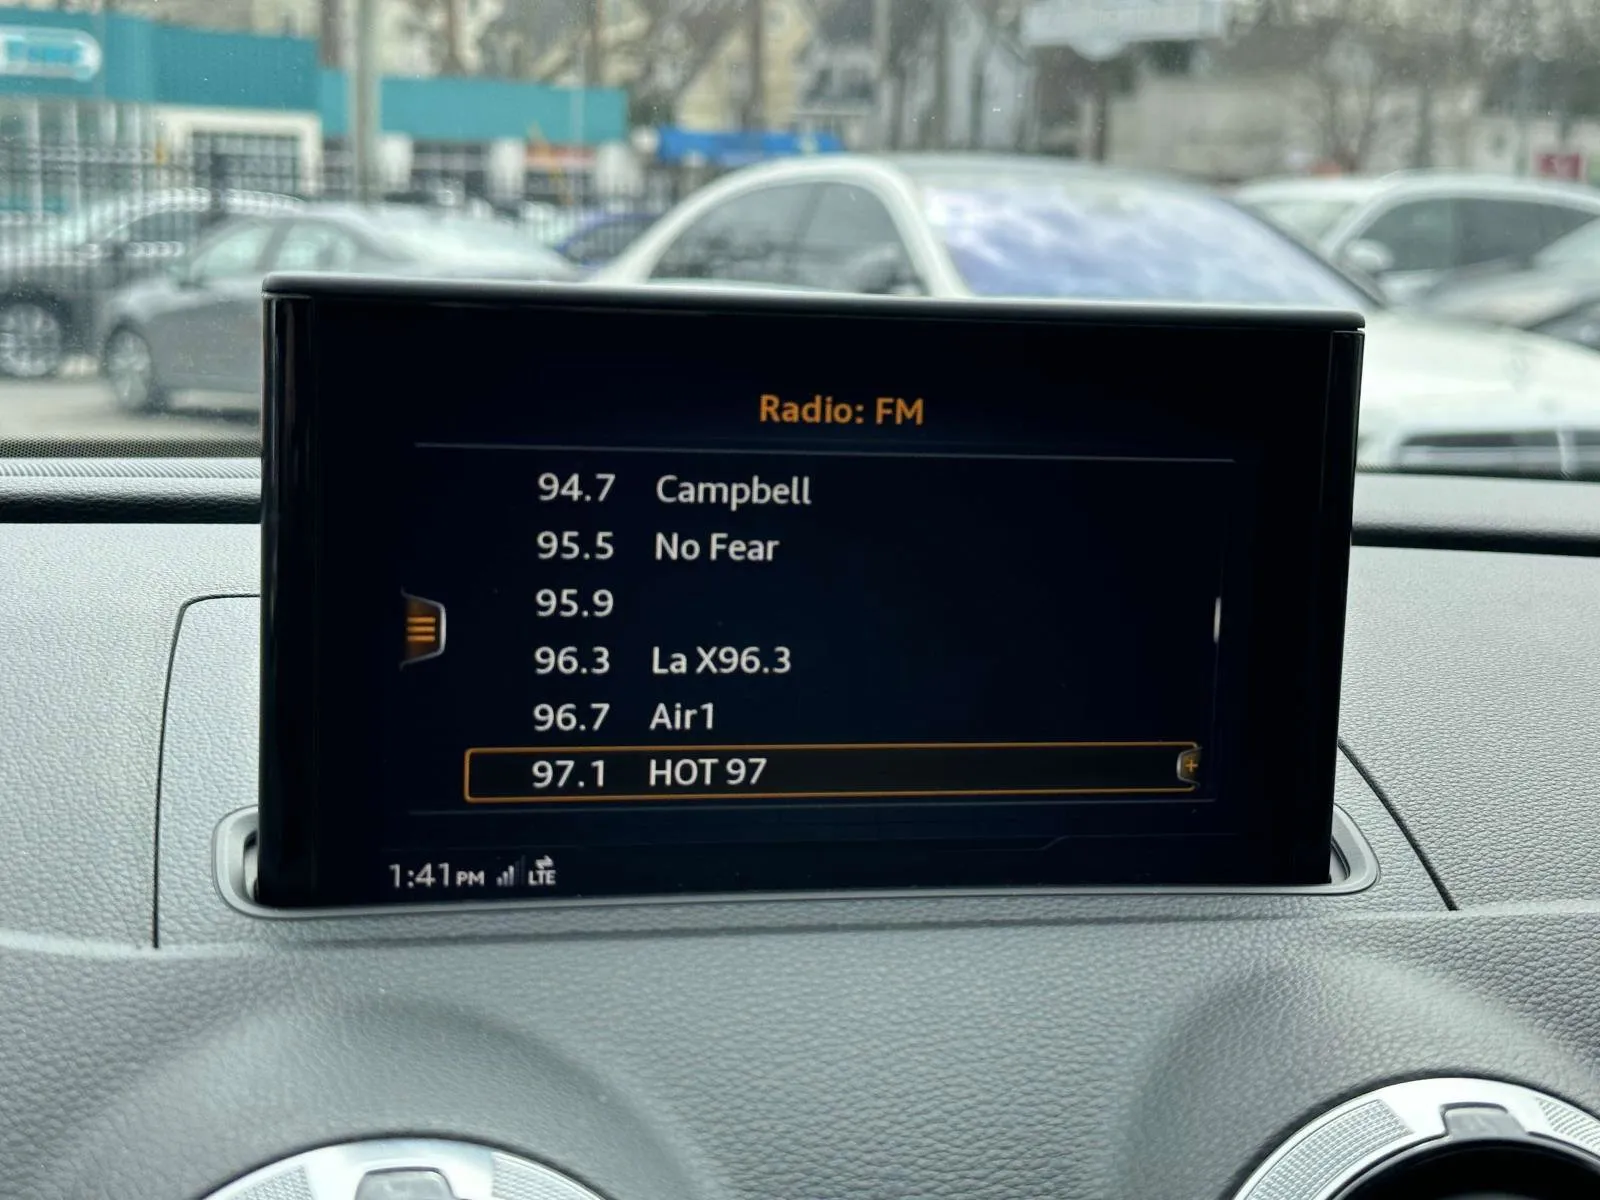 Radio: FM
94.7 Campbell
95.5 No Fear
95.9
96.3 La X96.3
96.7 Air1
97.1 HOT 97
1:41 PM LTE